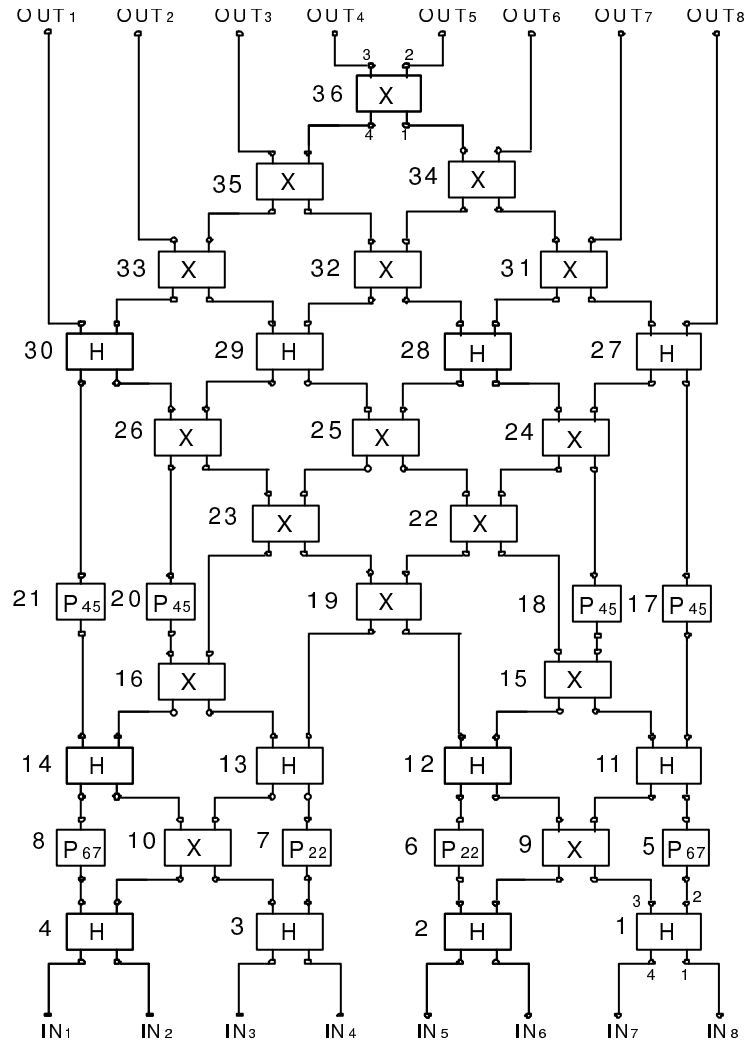 OUT1 OUT2 OUT3 OUT4 OUT5 OUT6 OUT7 OUT8
3 2
36 X
4 1
35 X 34 X
33 X 32 X 31 X
30 H 29 H 28 H 27 H
26 X 25 X 24 X
23 X 22 X
21 P45 20 P45 19 X 18 P45 17 P45
16 X 15 X
14 H 13 H 12 H 11 H
8 P67 10 X 7 P22 6 P22 9 X 5 P67
3 2
4 H 3 H 2 H 1 H
4 1
IN1 IN2 IN3 IN4 IN5 IN6 IN7 IN8